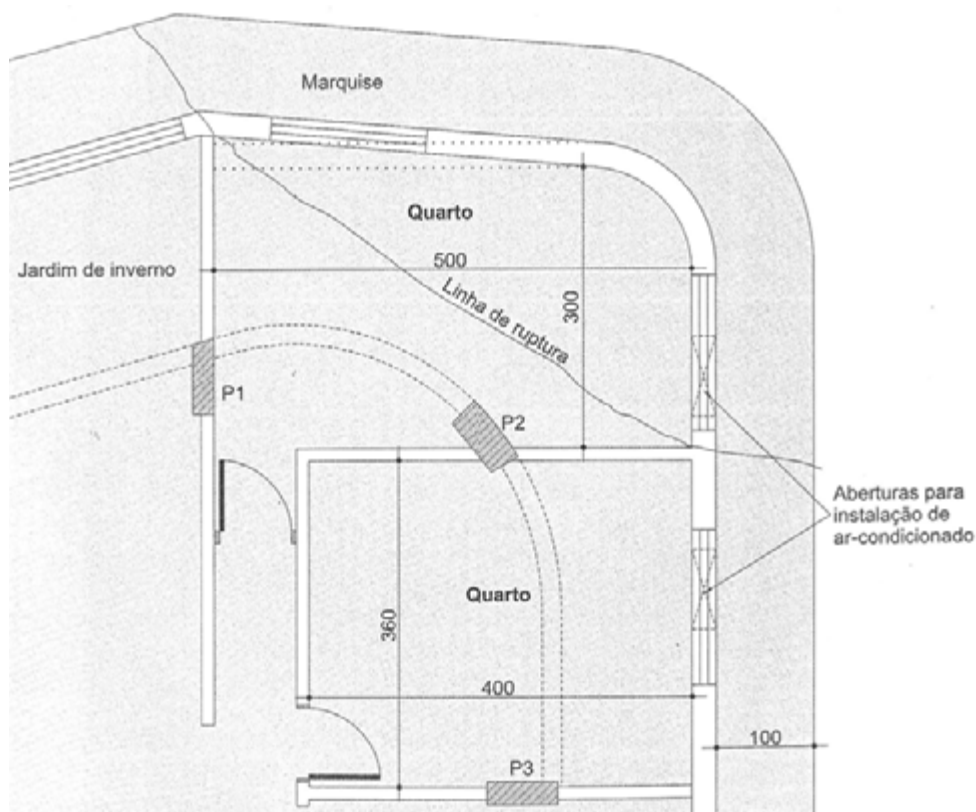 Marquise
Quarto
Jardim de inverno
500
Linha de ruptura
300
P1
P2
Aberturas para
instalação de
ar-condicionado
Quarto
360
400
100
P3